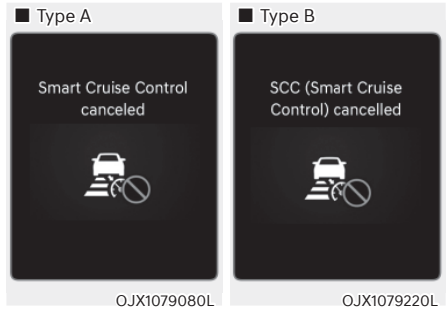 ■ Type A
Smart Cruise Control
canceled
OJX1079080L
■ Type B
SCC (Smart Cruise
Control) cancelled
OJX1079220L